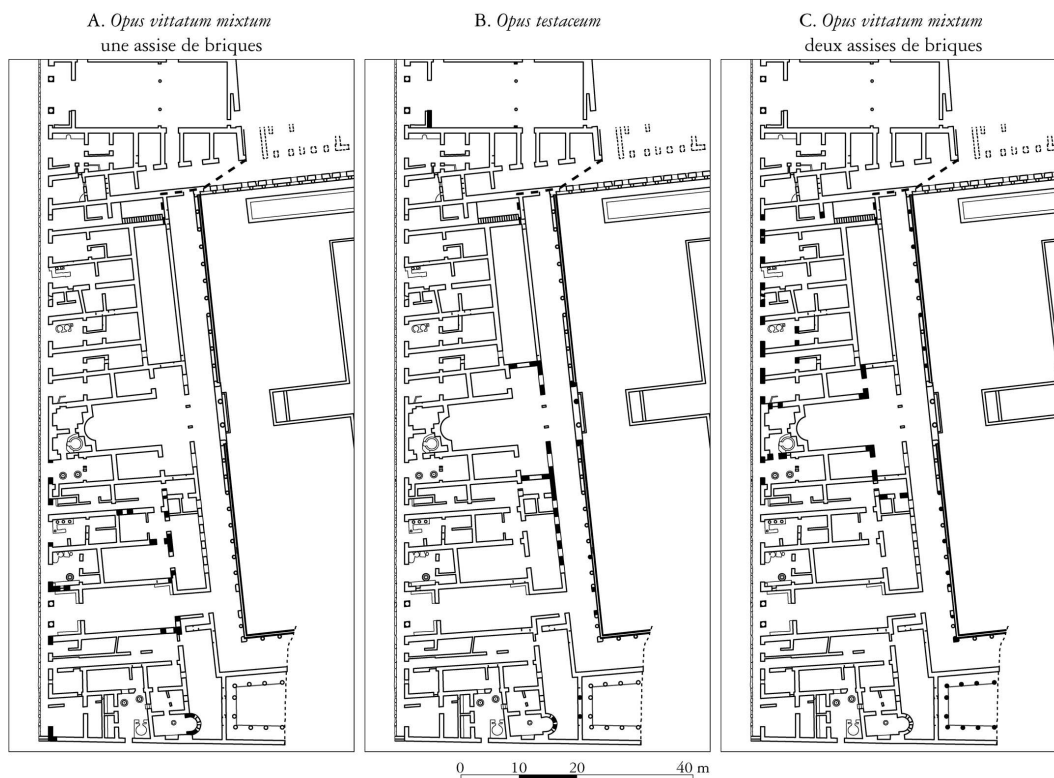 A. Opus vittatum mixtum
une assise de briques
B. Opus testaceum
C. Opus vittatum mixtum
deux assises de briques
0 10 20 40 m